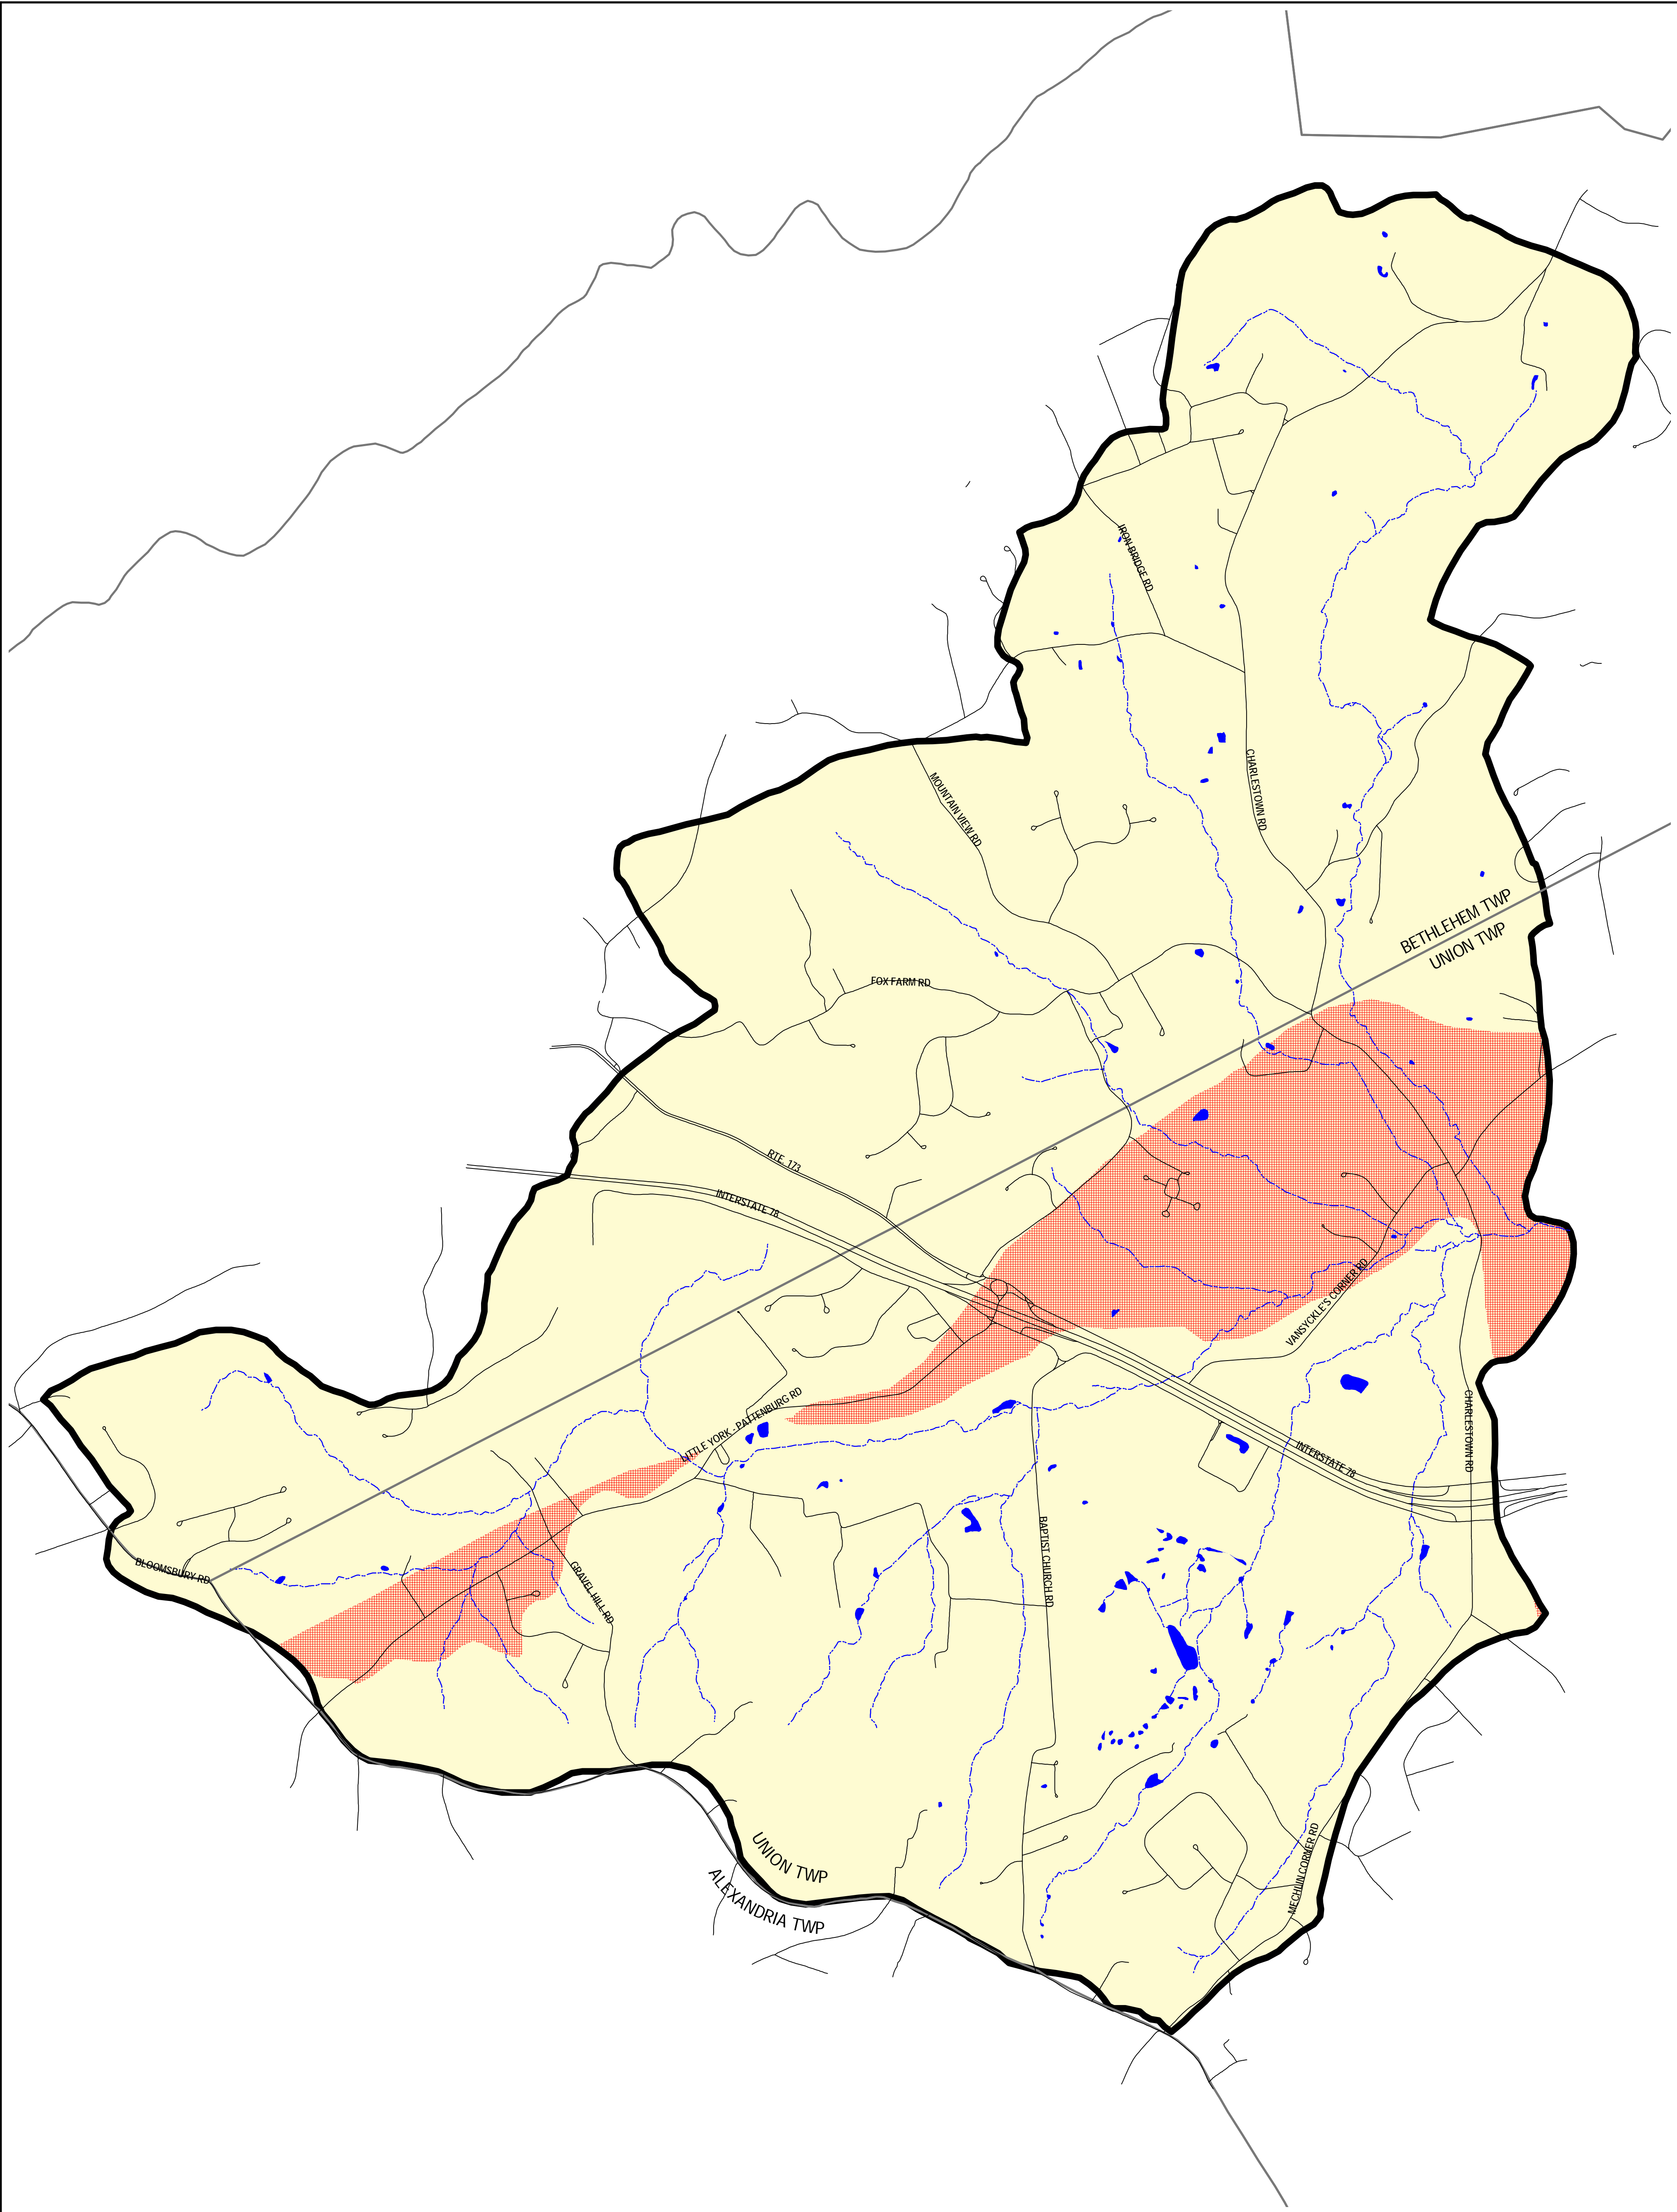 IRON BRIDGE RD
MOUNTAIN VIEW RD
CHARLESTOWN RD
BETHLEHEM TWP
UNION TWP
FOX FARM RD
RTE. 173
INTERSTATE 78
VANSYCKLE'S CORNER RD
LITTLE YORK - PATTENBURG RD
CHARLESTOWN RD
INTERSTATE 78
BAPTIST CHURCH RD
BLOOMSBURY RD
GRAVEL HILL RD
MECHLIN CORNER RD
UNION TWP
ALEXANDRIA TWP